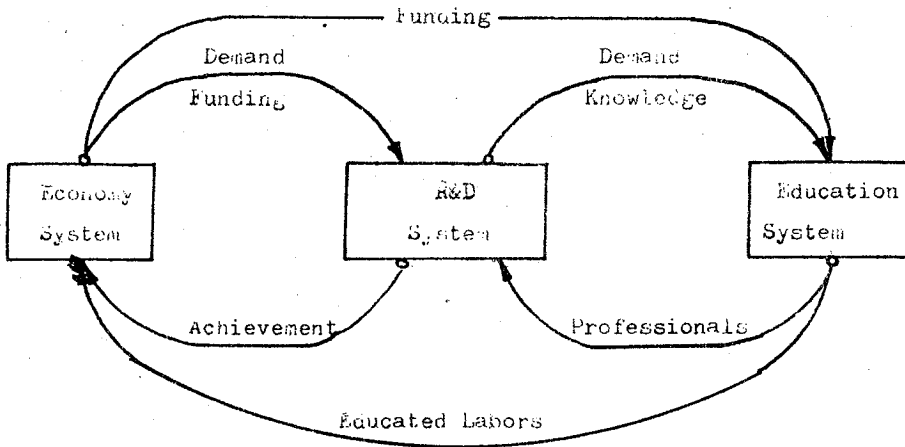 Funding
Demand
Demand
Funding
Knowledge
Economy
System
R&D
System
Education
System
Achievement
Professionals
Educated Labors